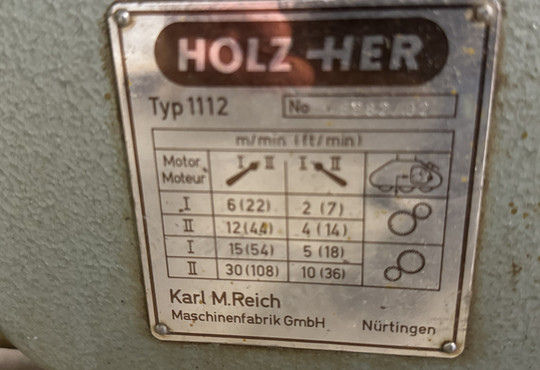 HOLZ-HER
Typ 1112 No
m/min (ft/min)
Motor Moteur I II I II
I 6(22) 2 (7)
II 12(44) 4 (14)
I 15(54) 5 (18)
II 30(108) 10 (36)
Karl M.Reich
Maschinenfabrik GmbH Nürtingen